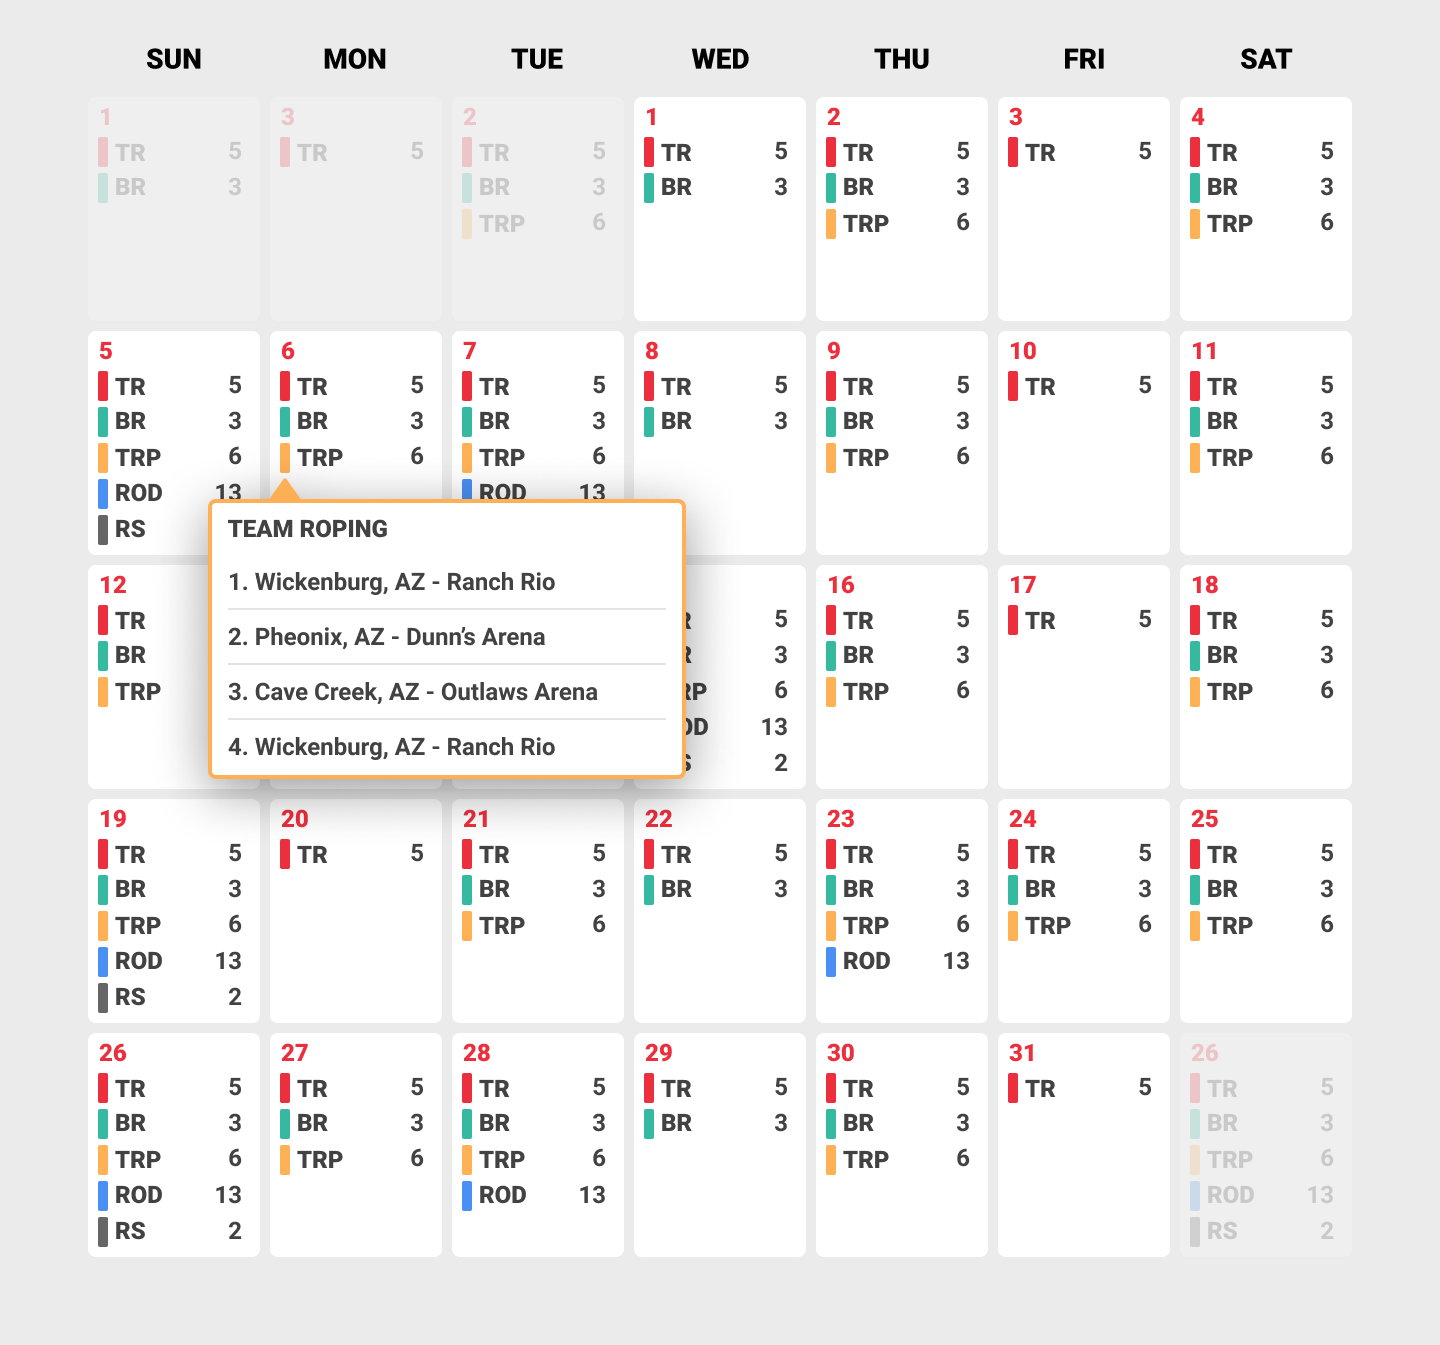 SUN MON TUE WED THU FRI SAT
1 3 2 1 2 3 4
TR 5 TR 5 TR 5 TR 5 TR 5 TR 5 TR 5
BR 3 BR 3 BR 3 BR 3 BR 3
TRP 6 TRP 6 TRP 6
5 6 7 8 9 10 11
TR 5 TR 5 TR 5 TR 5 TR 5 TR 5 TR 5
BR 3 BR 3 BR 3 BR 3 BR 3 BR 3
TRP 6 TRP 6 TRP 6 TRP 6 TRP 6
ROD 13 ROD 13
RS
TEAM ROPING
1. Wickenburg, AZ - Ranch Rio
2. Pheonix, AZ - Dunn’s Arena
3. Cave Creek, AZ - Outlaws Arena
4. Wickenburg, AZ - Ranch Rio
12 16 17 18
TR 5 TR 5 TR 5 TR 5
BR 3 BR 3 BR 3
TRP 6 TRP 6 TRP 6
13
2
19 20 21 22 23 24 25
TR 5 TR 5 TR 5 TR 5 TR 5 TR 5 TR 5
BR 3 BR 3 BR 3 BR 3 BR 3 BR 3
TRP 6 TRP 6 TRP 6 TRP 6 TRP 6
ROD 13 ROD 13
RS 2
26 27 28 29 30 31 26
TR 5 TR 5 TR 5 TR 5 TR 5 TR 5 TR 5
BR 3 BR 3 BR 3 BR 3 BR 3 BR 3
TRP 6 TRP 6 TRP 6 TRP 6 TRP 6
ROD 13 ROD 13 ROD 13
RS 2 RS 2